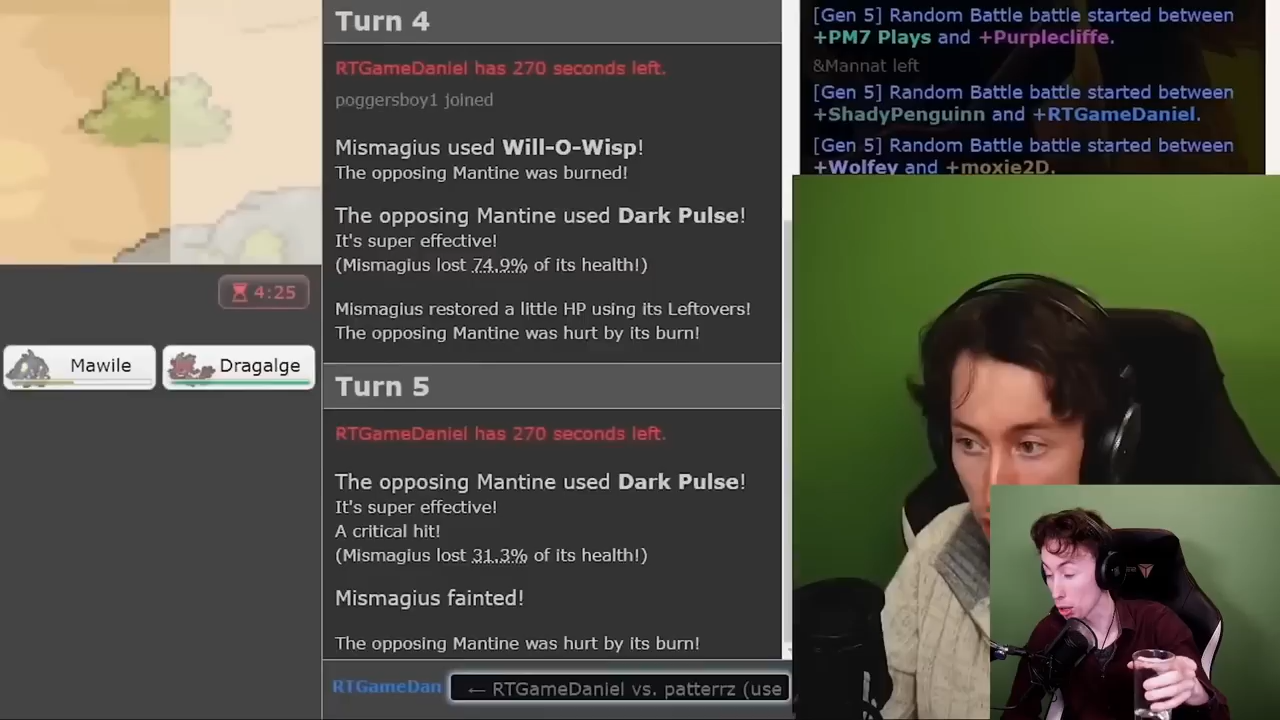 Turn 4
RTGameDaniel has 270 seconds left.
poggersboy1 joined
Mismagius used Will-O-Wisp!
The opposing Mantine was burned!
The opposing Mantine used Dark Pulse!
It's super effective!
(Mismagius lost 74.9% of its health!)
Mismagius restored a little HP using its Leftovers!
The opposing Mantine was hurt by its burn!
Turn 5
RTGameDaniel has 270 seconds left.
The opposing Mantine used Dark Pulse!
It's super effective!
A critical hit!
(Mismagius lost 31.3% of its health!)
Mismagius fainted!
The opposing Mantine was hurt by its burn!
RTGameDan
← RTGameDaniel vs. patterrz (use
4:25
Mawile
Dragalge
[Gen 5] Random Battle battle started between
+PM7 Plays and +Purplecliffe.
&Mannat left
[Gen 5] Random Battle battle started between
+ShadyPenguinn and +RTGameDaniel.
[Gen 5] Random Battle battle started between
+Wolfey and +moxie2D.